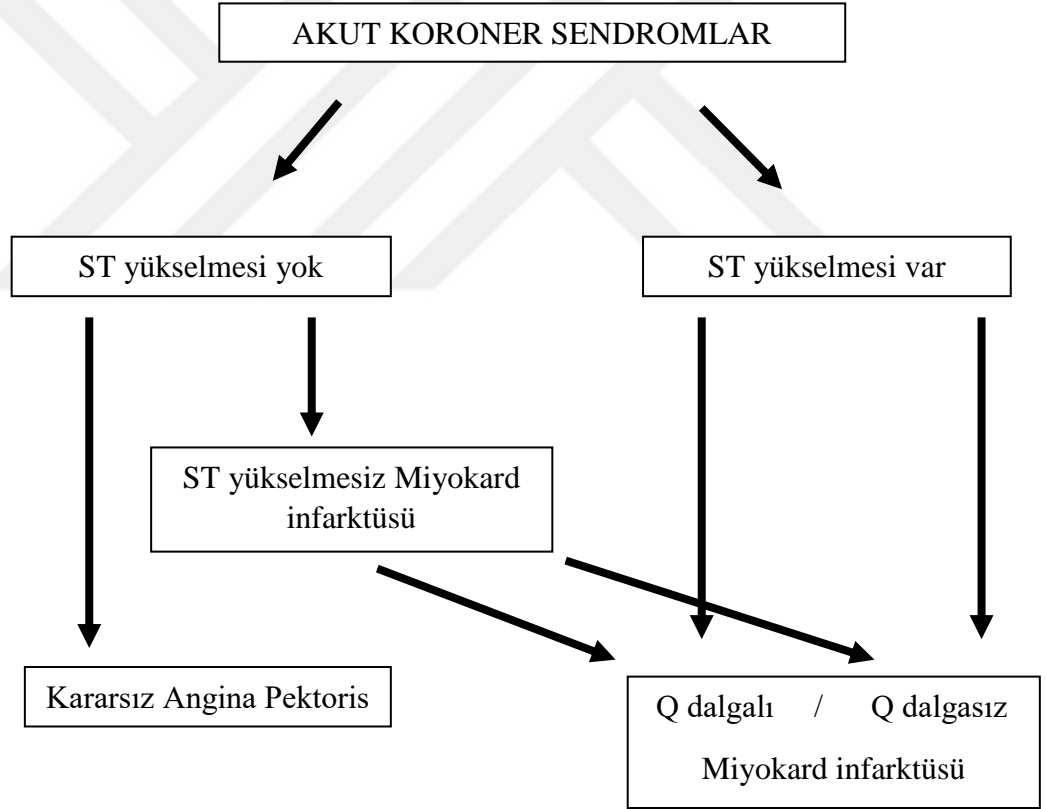 AKUT KORONER SENDROMLAR
ST yükselmesi yok
ST yükselmesi var
ST yükselmesiz Miyokard
infarktüsü
Kararsız Angina Pektoris
Q dalgalı / Q dalgasız
Miyokard infarktüsü